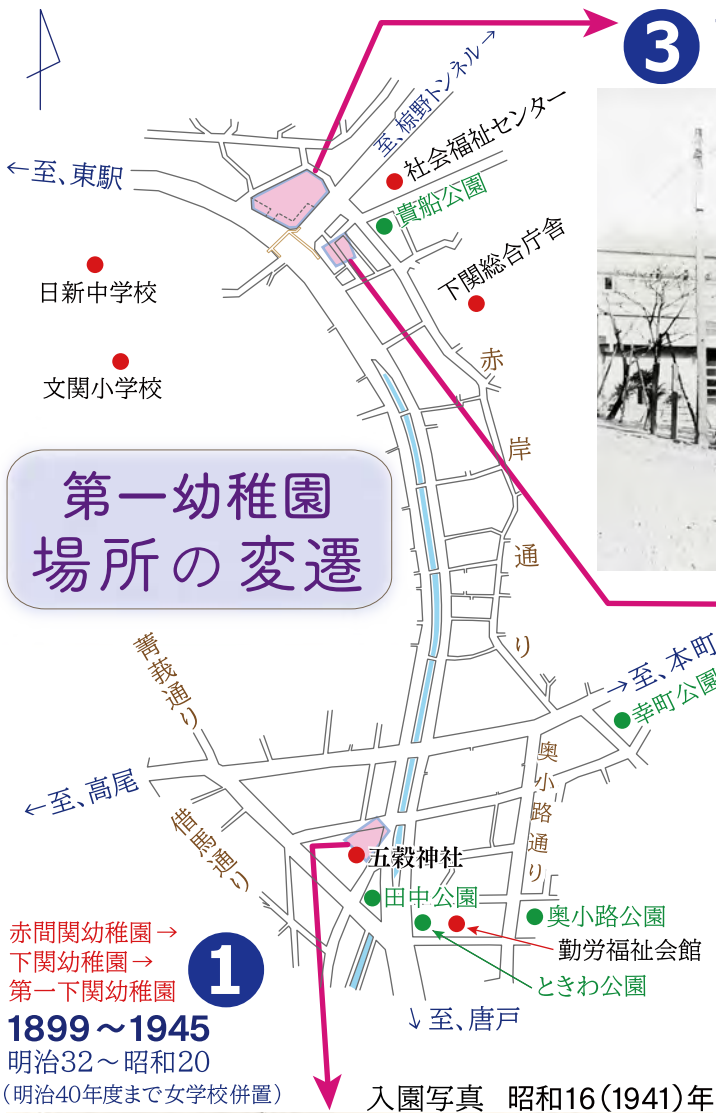 3
至、椋野トンネル→
社会福祉センター
←至、東駅
貴船公園
下関総合庁舎
日新中学校
文関小学校
赤岸通り
第一幼稚園
場所の変遷
菁莪通り
→至、本町
幸町公園
←至、高尾
奥小路通り
借馬通り
五穀神社
田中公園
奥小路公園
勤労福祉会館
ときわ公園
赤間関幼稚園→
下関幼稚園→
第一下関幼稚園
1
1899～1945
明治32～昭和20
(明治40年度まで女学校併置)
↓至、唐戸
入園写真 昭和16(1941)年